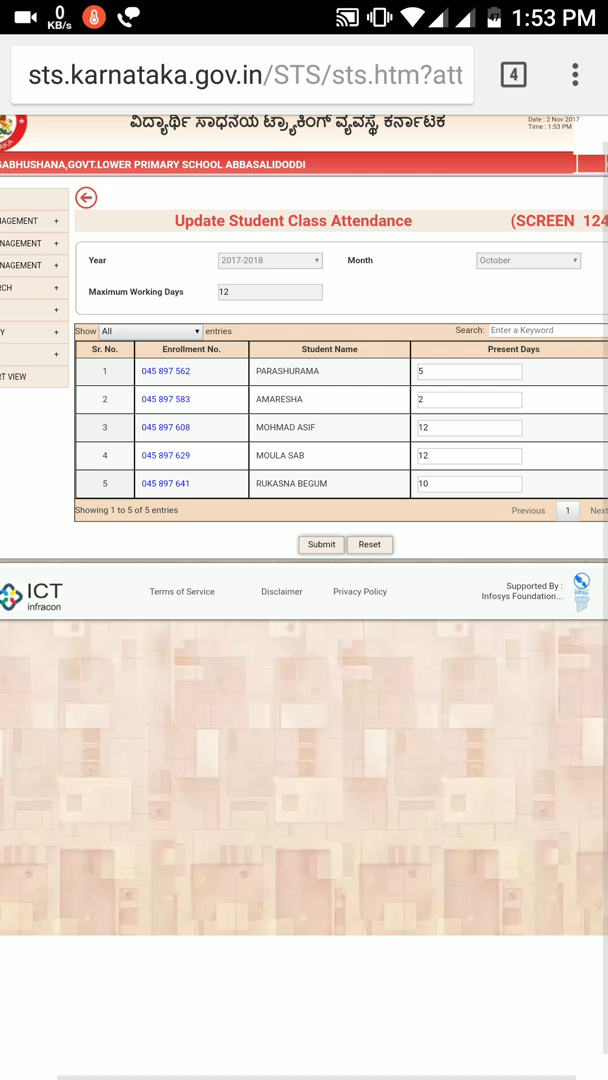 0 KB/s 47 1:53 PM
sts.karnataka.gov.in/STS/sts.htm?att 4
ವಿದ್ಯಾರ್ಥಿ ಸಾಧನೆಯ ಟ್ರ್ಯಾಕಿಂಗ್ ವ್ಯವಸ್ಥೆ, ಕರ್ನಾಟಕ
Date : 2 Nov 2017
Time : 1:53 PM
GABHUSHANA,GOVT.LOWER PRIMARY SCHOOL ABBASALIDODDI
AGEMENT +
NAGEMENT +
NAGEMENT +
RCH +
+
Y +
+
RT VIEW
Update Student Class Attendance (SCREEN 124
Year 2017-2018 Month October
Maximum Working Days 12
Show All entries Search: Enter a Keyword
Sr. No. Enrollment No. Student Name Present Days
1 045 897 562 PARASHURAMA 5
2 045 897 583 AMARESHA 2
3 045 897 608 MOHMAD ASIF 12
4 045 897 629 MOULA SAB 12
5 045 897 641 RUKASNA BEGUM 10
Showing 1 to 5 of 5 entries Previous 1 Next
Submit Reset
ICT infracon
Terms of Service Disclaimer Privacy Policy
Supported By :
Infosys Foundation...